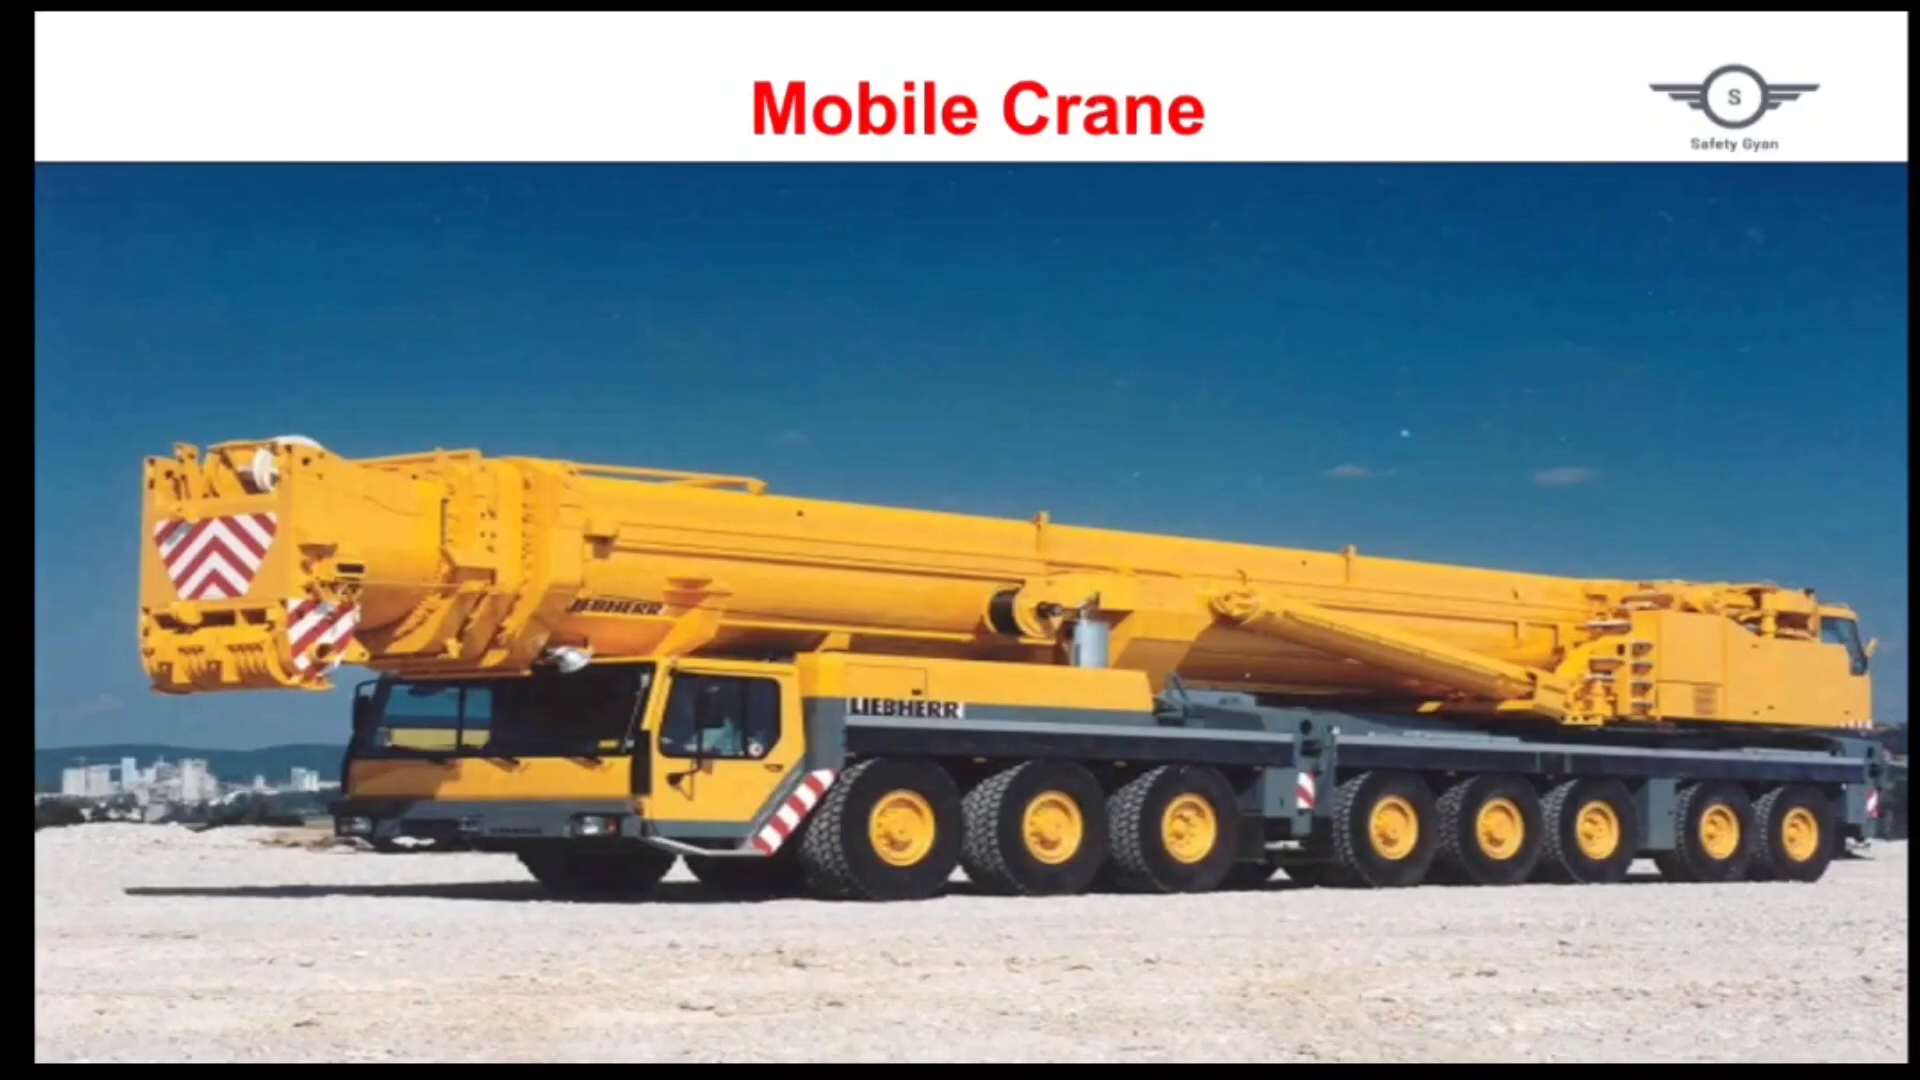 Mobile Crane
S
Safety Gyan
LIEBHERR
LIEBHERR